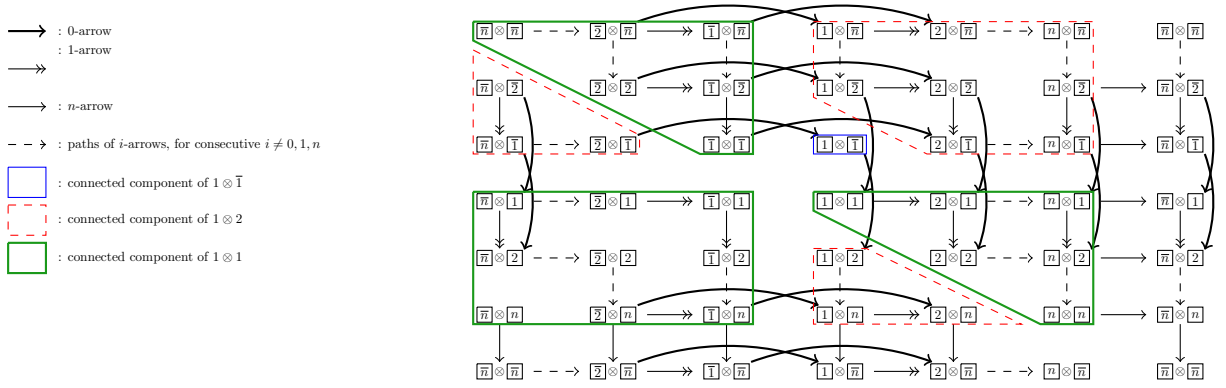 : 0-arrow
: 1-arrow
: n-arrow
: paths of i-arrows, for consecutive i ≠ 0, 1, n
: connected component of 1 ⊗ 1̅
: connected component of 1 ⊗ 2
: connected component of 1 ⊗ 1
n̅ ⊗ n̅ 2̅ ⊗ n̅ 1̅ ⊗ n̅ 1 ⊗ n̅ 2 ⊗ n̅ n ⊗ n̅ n̅ ⊗ n̅
n̅ ⊗ 2̅ 2̅ ⊗ 2̅ 1̅ ⊗ 2̅ 1 ⊗ 2̅ 2 ⊗ 2̅ n ⊗ 2̅ n̅ ⊗ 2̅
n̅ ⊗ 1̅ 2̅ ⊗ 1̅ 1̅ ⊗ 1̅ 1 ⊗ 1̅ 2 ⊗ 1̅ n ⊗ 1̅ n̅ ⊗ 1̅
n̅ ⊗ 1 2̅ ⊗ 1 1̅ ⊗ 1 1 ⊗ 1 2 ⊗ 1 n ⊗ 1 n̅ ⊗ 1
n̅ ⊗ 2 2̅ ⊗ 2 1̅ ⊗ 2 1 ⊗ 2 2 ⊗ 2 n ⊗ 2 n̅ ⊗ 2
n̅ ⊗ n 2̅ ⊗ n 1̅ ⊗ n 1 ⊗ n 2 ⊗ n n ⊗ n n̅ ⊗ n
n̅ ⊗ n̅ 2̅ ⊗ n̅ 1̅ ⊗ n̅ 1 ⊗ n̅ 2 ⊗ n̅ n ⊗ n̅ n̅ ⊗ n̅